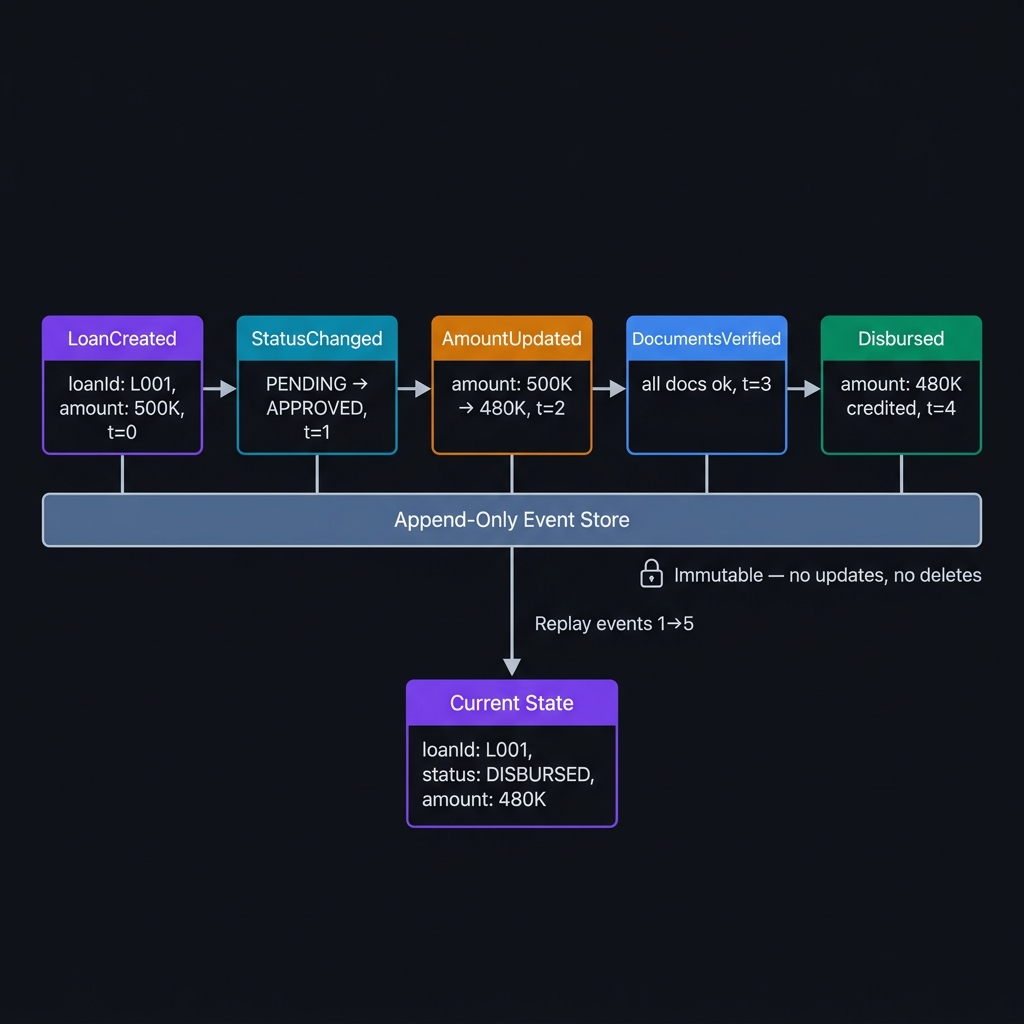 LoanCreated
loanId: L001,
amount: 500K,
t=0
StatusChanged
PENDING →
APPROVED,
t=1
AmountUpdated
amount: 500K
→ 480K, t=2
DocumentsVerified
all docs ok, t=3
Disbursed
amount: 480K
credited, t=4
Append-Only Event Store
Immutable — no updates, no deletes
Replay events 1→5
Current State
loanId: L001,
status: DISBURSED,
amount: 480K